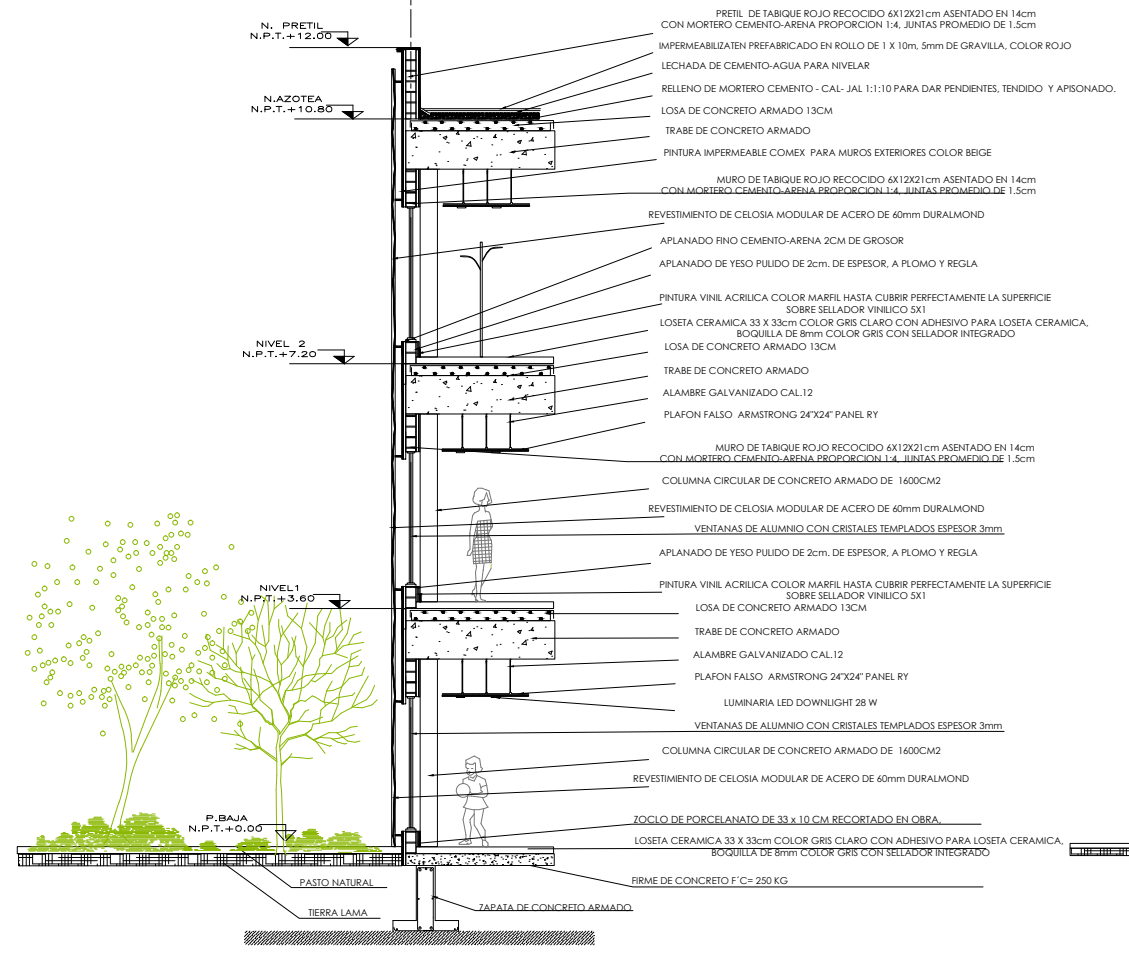 N. PRETIL
N.P.T.+12.00
N.AZOTEA
N.P.T.+10.80
NIVEL 2
N.P.T.+7.20
NIVEL1
N.P.T.+3.60
P.BAJA
N.P.T.+0.00
PRETIL DE TABIQUE ROJO RECOCIDO 6X12X21cm ASENTADO EN 14cm
CON MORTERO CEMENTO-ARENA PROPORCION 1:4, JUNTAS PROMEDIO DE 1.5cm
IMPERMEABILIZATEN PREFABRICADO EN ROLLO DE 1 X 10m, 5mm DE GRAVILLA, COLOR ROJO
LECHADA DE CEMENTO-AGUA PARA NIVELAR
RELLENO DE MORTERO CEMENTO - CAL- JAL 1:1:10 PARA DAR PENDIENTES, TENDIDO Y APISONADO.
LOSA DE CONCRETO ARMADO 13CM
TRABE DE CONCRETO ARMADO
PINTURA IMPERMEABLE COMEX PARA MUROS EXTERIORES COLOR BEIGE
MURO DE TABIQUE ROJO RECOCIDO 6X12X21cm ASENTADO EN 14cm
CON MORTERO CEMENTO-ARENA PROPORCION 1:4, JUNTAS PROMEDIO DE 1.5cm
REVESTIMIENTO DE CELOSIA MODULAR DE ACERO DE 60mm DURALMOND
APLANADO FINO CEMENTO-ARENA 2CM DE GROSOR
APLANADO DE YESO PULIDO DE 2cm. DE ESPESOR, A PLOMO Y REGLA
PINTURA VINIL ACRILICA COLOR MARFIL HASTA CUBRIR PERFECTAMENTE LA SUPERFICIE
SOBRE SELLADOR VINILICO 5X1
LOSETA CERAMICA 33 X 33cm COLOR GRIS CLARO CON ADHESIVO PARA LOSETA CERAMICA,
BOQUILLA DE 8mm COLOR GRIS CON SELLADOR INTEGRADO
LOSA DE CONCRETO ARMADO 13CM
TRABE DE CONCRETO ARMADO
ALAMBRE GALVANIZADO CAL.12
PLAFON FALSO ARMSTRONG 24"X24" PANEL RY
MURO DE TABIQUE ROJO RECOCIDO 6X12X21cm ASENTADO EN 14cm
CON MORTERO CEMENTO-ARENA PROPORCION 1:4, JUNTAS PROMEDIO DE 1.5cm
COLUMNA CIRCULAR DE CONCRETO ARMADO DE 1600CM2
REVESTIMIENTO DE CELOSIA MODULAR DE ACERO DE 60mm DURALMOND
VENTANAS DE ALUMNIO CON CRISTALES TEMPLADOS ESPESOR 3mm
APLANADO DE YESO PULIDO DE 2cm. DE ESPESOR, A PLOMO Y REGLA
PINTURA VINIL ACRILICA COLOR MARFIL HASTA CUBRIR PERFECTAMENTE LA SUPERFICIE
SOBRE SELLADOR VINILICO 5X1
LOSA DE CONCRETO ARMADO 13CM
TRABE DE CONCRETO ARMADO
ALAMBRE GALVANIZADO CAL.12
PLAFON FALSO ARMSTRONG 24"X24" PANEL RY
LUMINARIA LED DOWNLIGHT 28 W
VENTANAS DE ALUMNIO CON CRISTALES TEMPLADOS ESPESOR 3mm
COLUMNA CIRCULAR DE CONCRETO ARMADO DE 1600CM2
REVESTIMIENTO DE CELOSIA MODULAR DE ACERO DE 60mm DURALMOND
ZOCLO DE PORCELANATO DE 33 x 10 CM RECORTADO EN OBRA,
LOSETA CERAMICA 33 X 33cm COLOR GRIS CLARO CON ADHESIVO PARA LOSETA CERAMICA,
BOQUILLA DE 8mm COLOR GRIS CON SELLADOR INTEGRADO
FIRME DE CONCRETO F´C= 250 KG
PASTO NATURAL
TIERRA LAMA
ZAPATA DE CONCRETO ARMADO